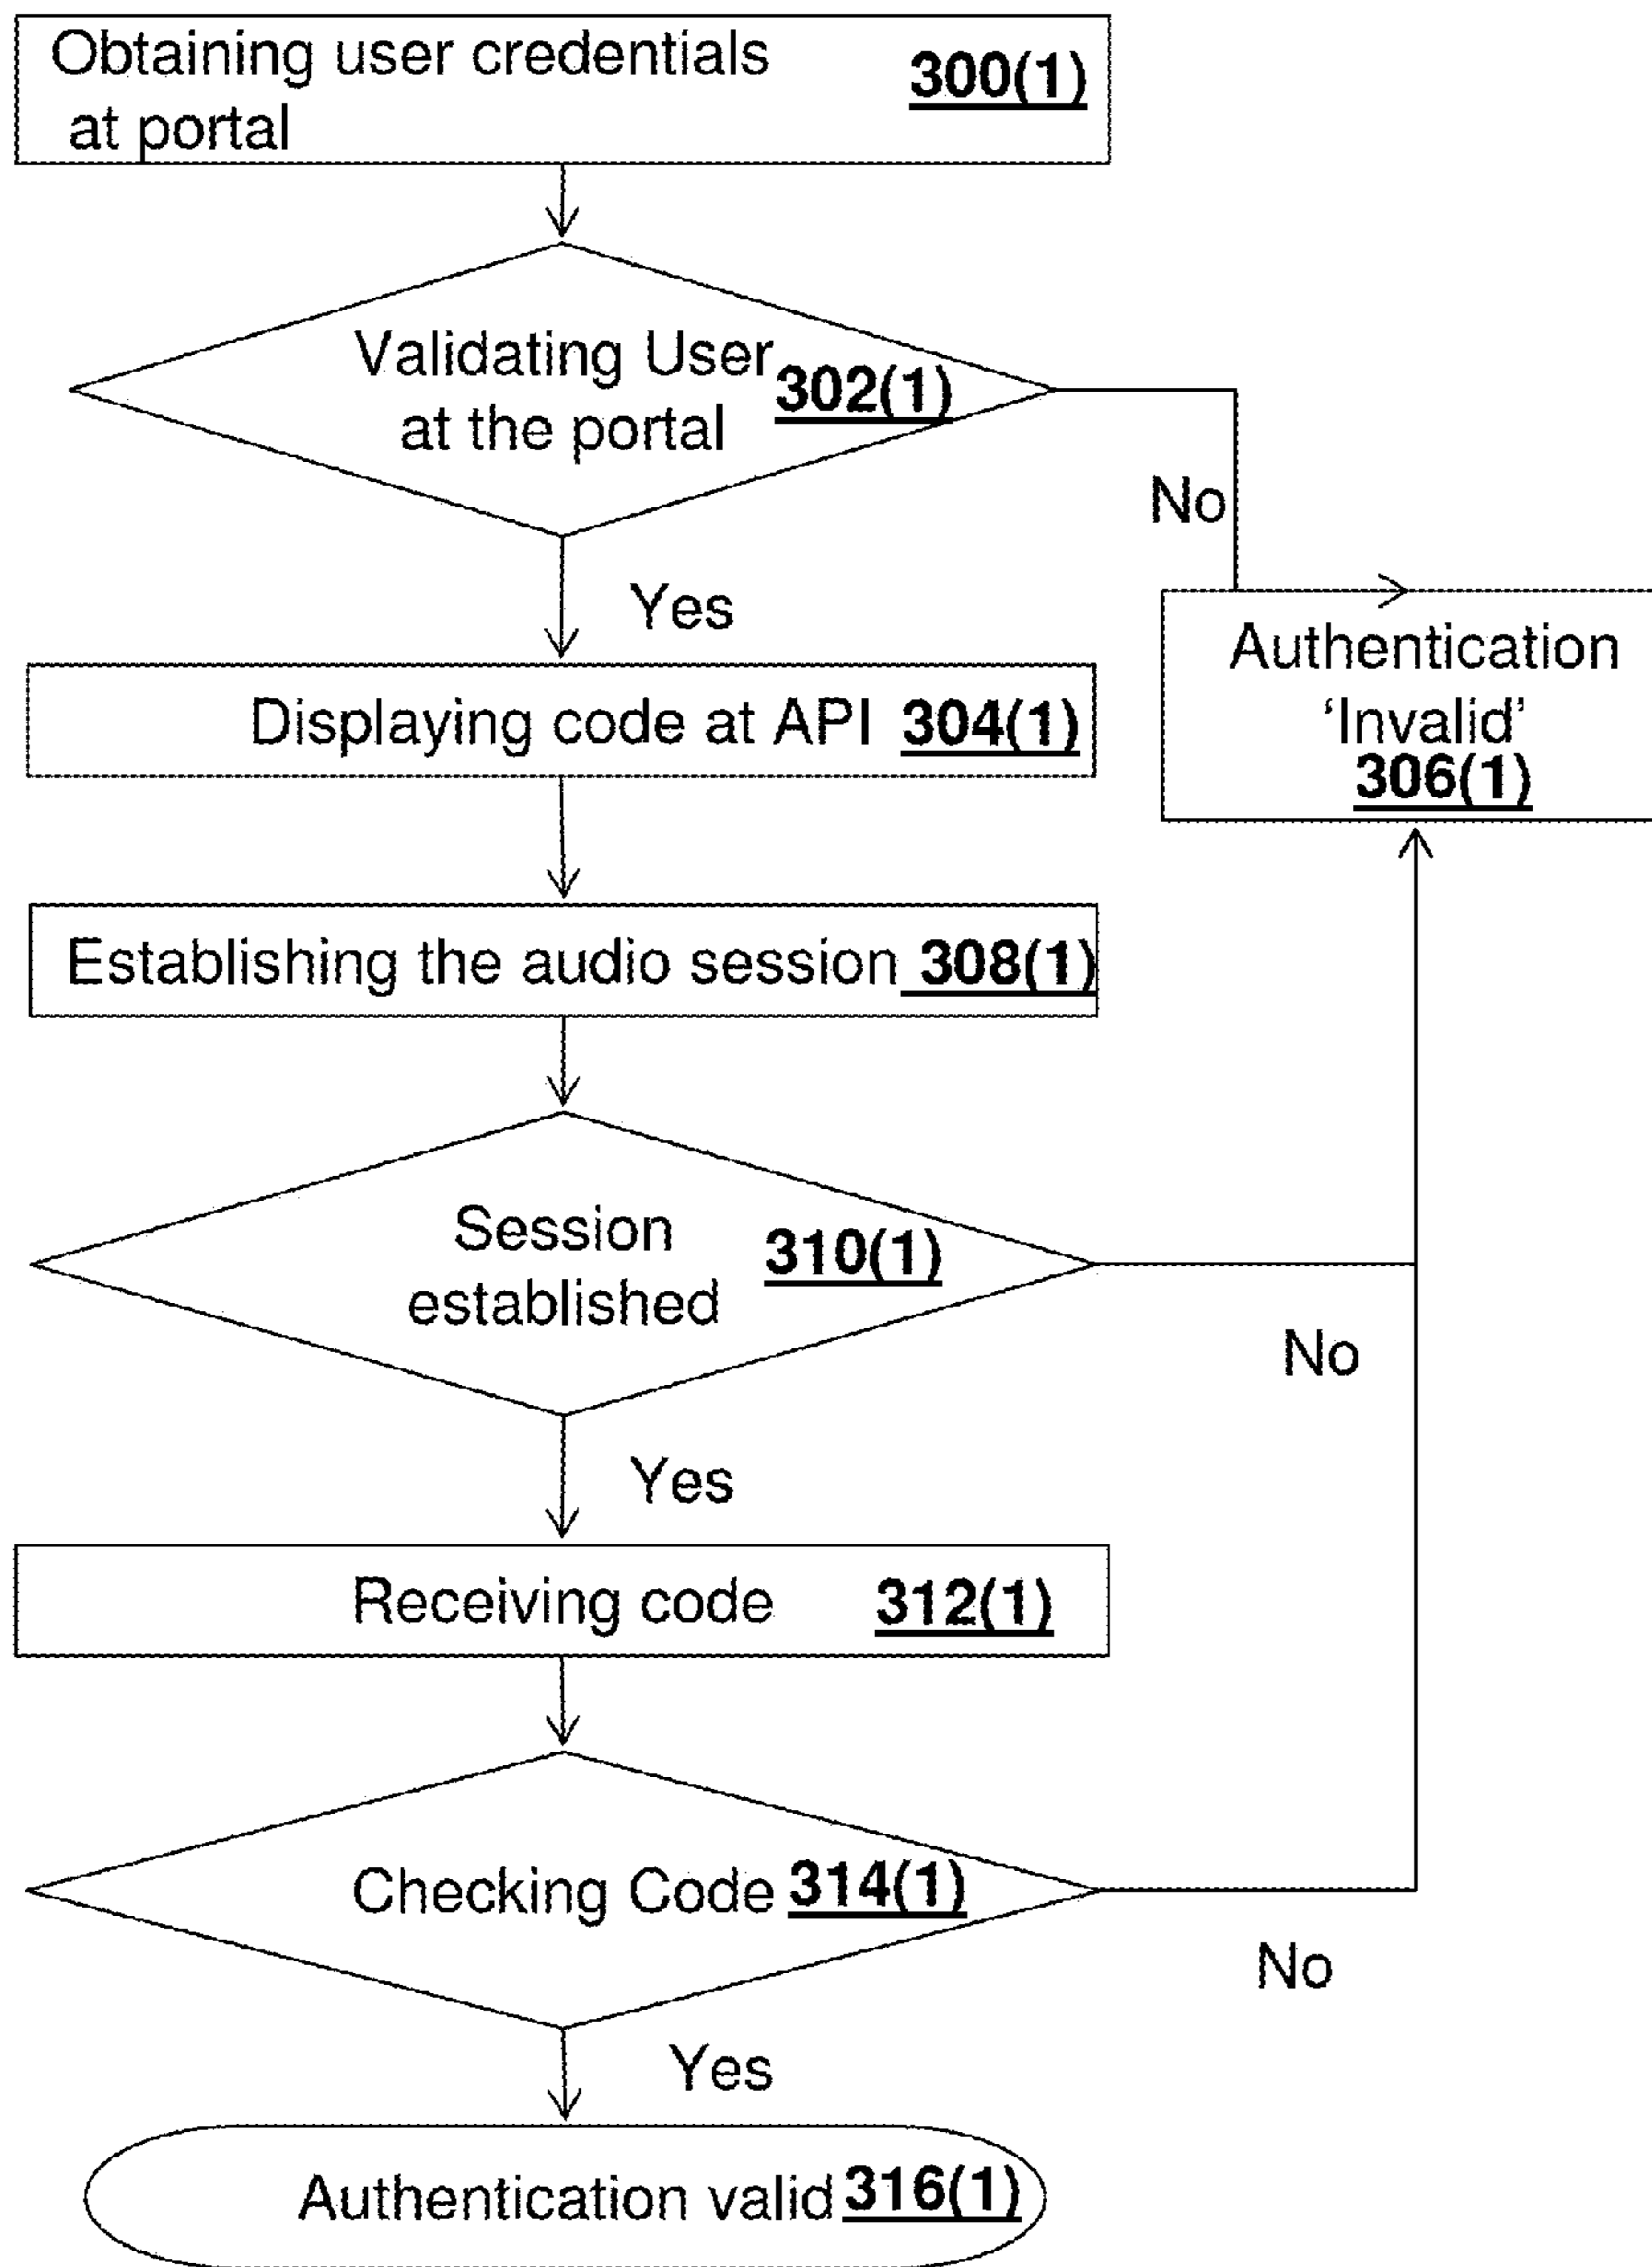 Obtaining user credentials 300(1)
at portal
Validating User 302(1)
at the portal
No
Yes
Authentication
‘Invalid’
306(1)
Displaying code at API 304(1)
Establishing the audio session 308(1)
Session 310(1)
established
No
Yes
Receiving code 312(1)
Checking Code 314(1)
No
Yes
Authentication valid 316(1)